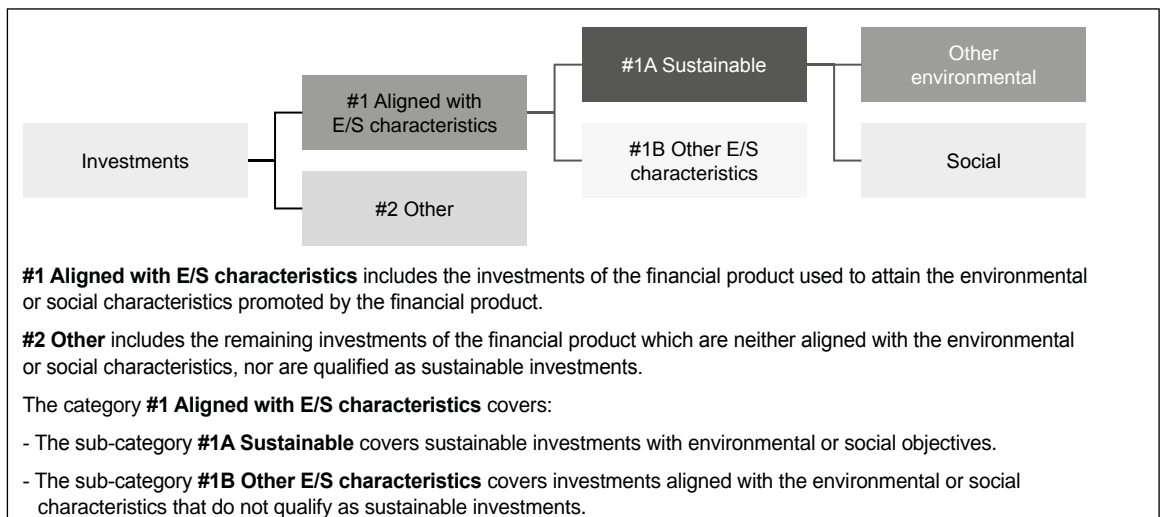 Investments
#1 Aligned with
E/S characteristics
#2 Other
#1A Sustainable
#1B Other E/S
characteristics
Other
environmental
Social
#1 Aligned with E/S characteristics includes the investments of the financial product used to attain the environmental
or social characteristics promoted by the financial product.
#2 Other includes the remaining investments of the financial product which are neither aligned with the environmental
or social characteristics, nor are qualified as sustainable investments.
The category #1 Aligned with E/S characteristics covers:
- The sub-category #1A Sustainable covers sustainable investments with environmental or social objectives.
- The sub-category #1B Other E/S characteristics covers investments aligned with the environmental or social
characteristics that do not qualify as sustainable investments.